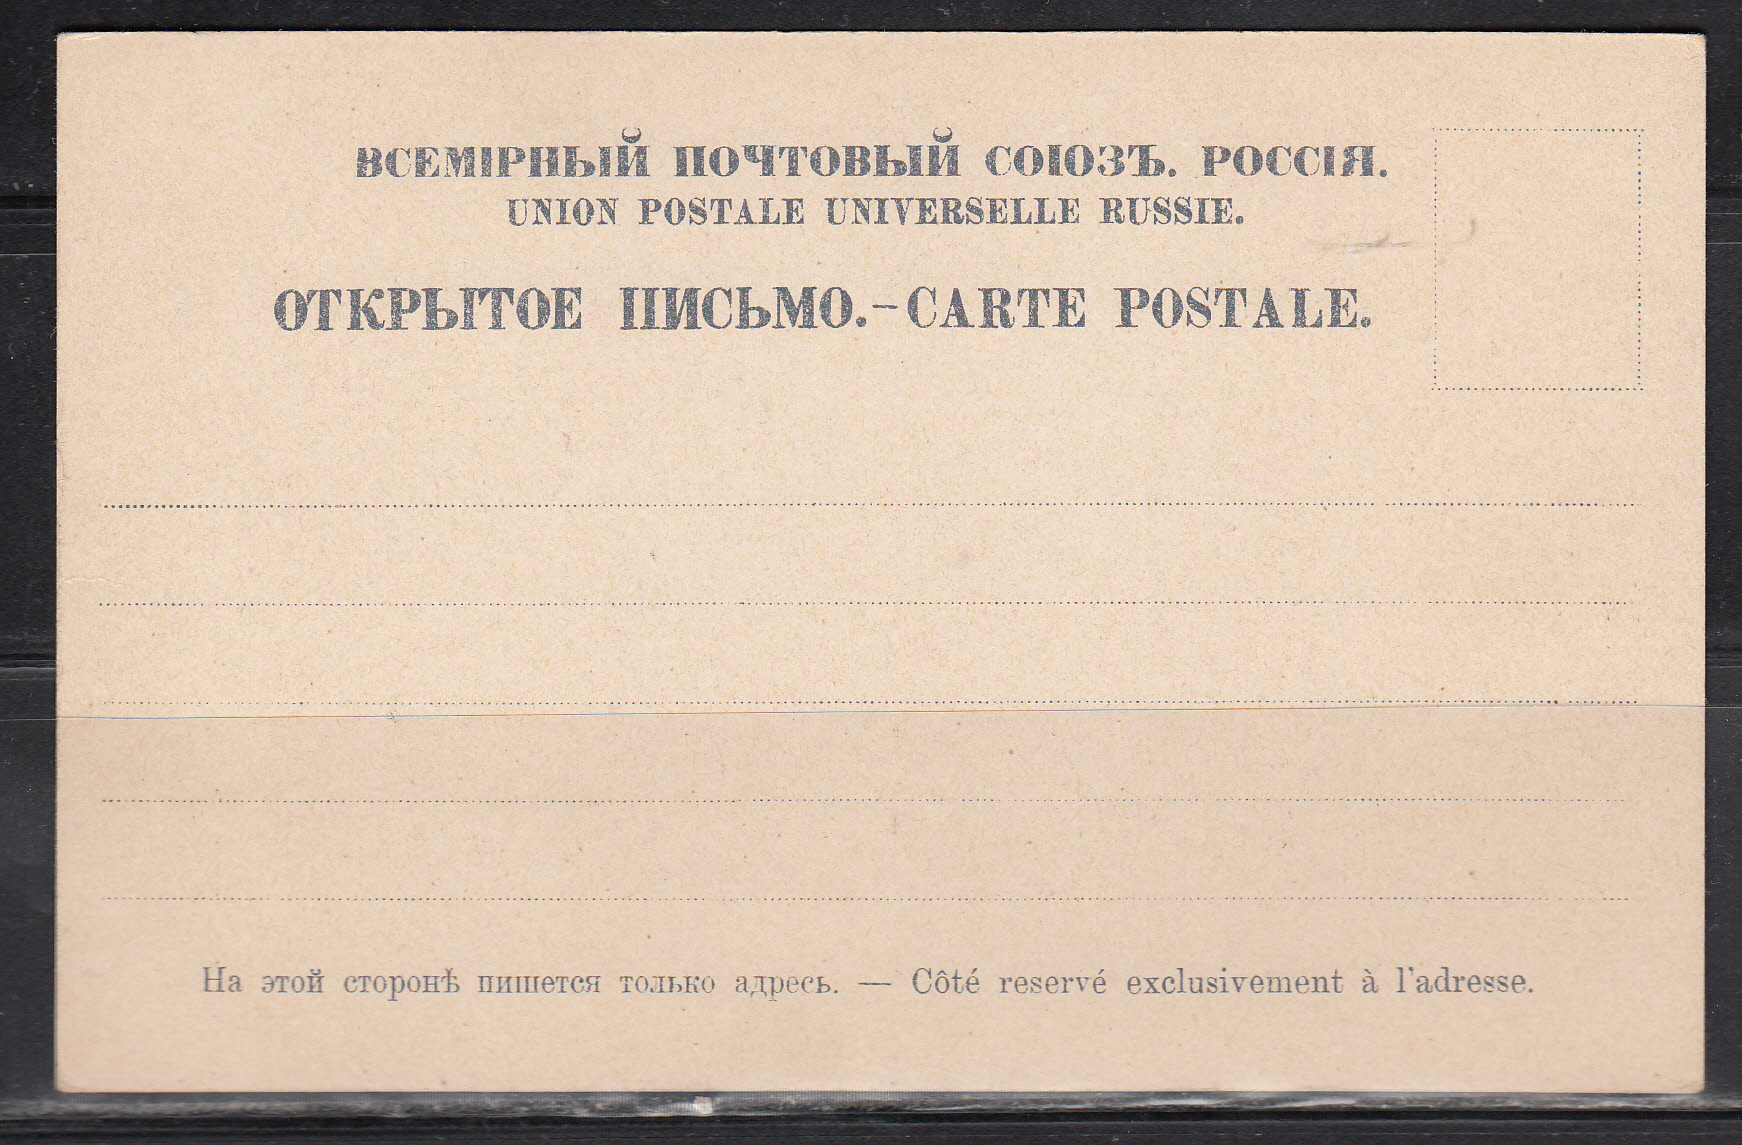 ВСЕМІРНЫЙ ПОЧТОВЫЙ СОЮЗЪ. РОССІЯ.
UNION POSTALE UNIVERSELLE RUSSIE.
ОТКРЫТОЕ ПИСЬМО.–CARTE POSTALE.
На этой сторонѣ пишется только адресь. — Côté reservé exclusivement à l'adresse.